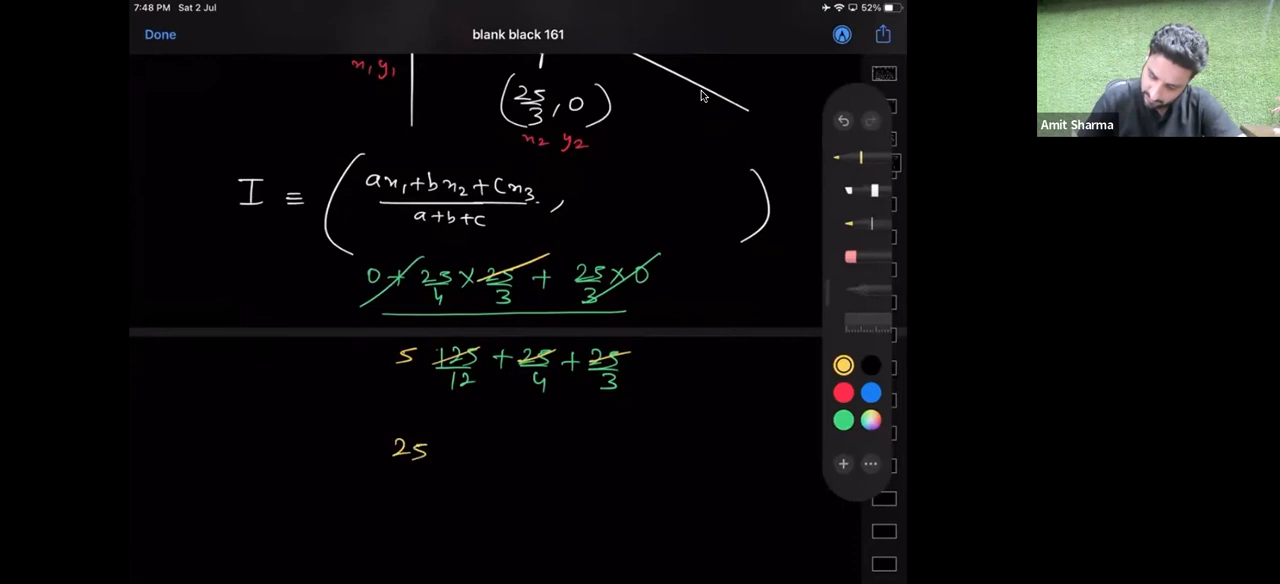 7:48 PM Sat 2 Jul
52%
Done
blank black 161
x₁ y₁
(25/3, 0)
x₂ y₂
I ≡ ( (ax₁+bx₂+cx₃)/(a+b+c) , )
0 + 25/4 × 25/3 + 25/3 × 0
5 125/12 + 25/4 + 25/3
25
Amit Sharma